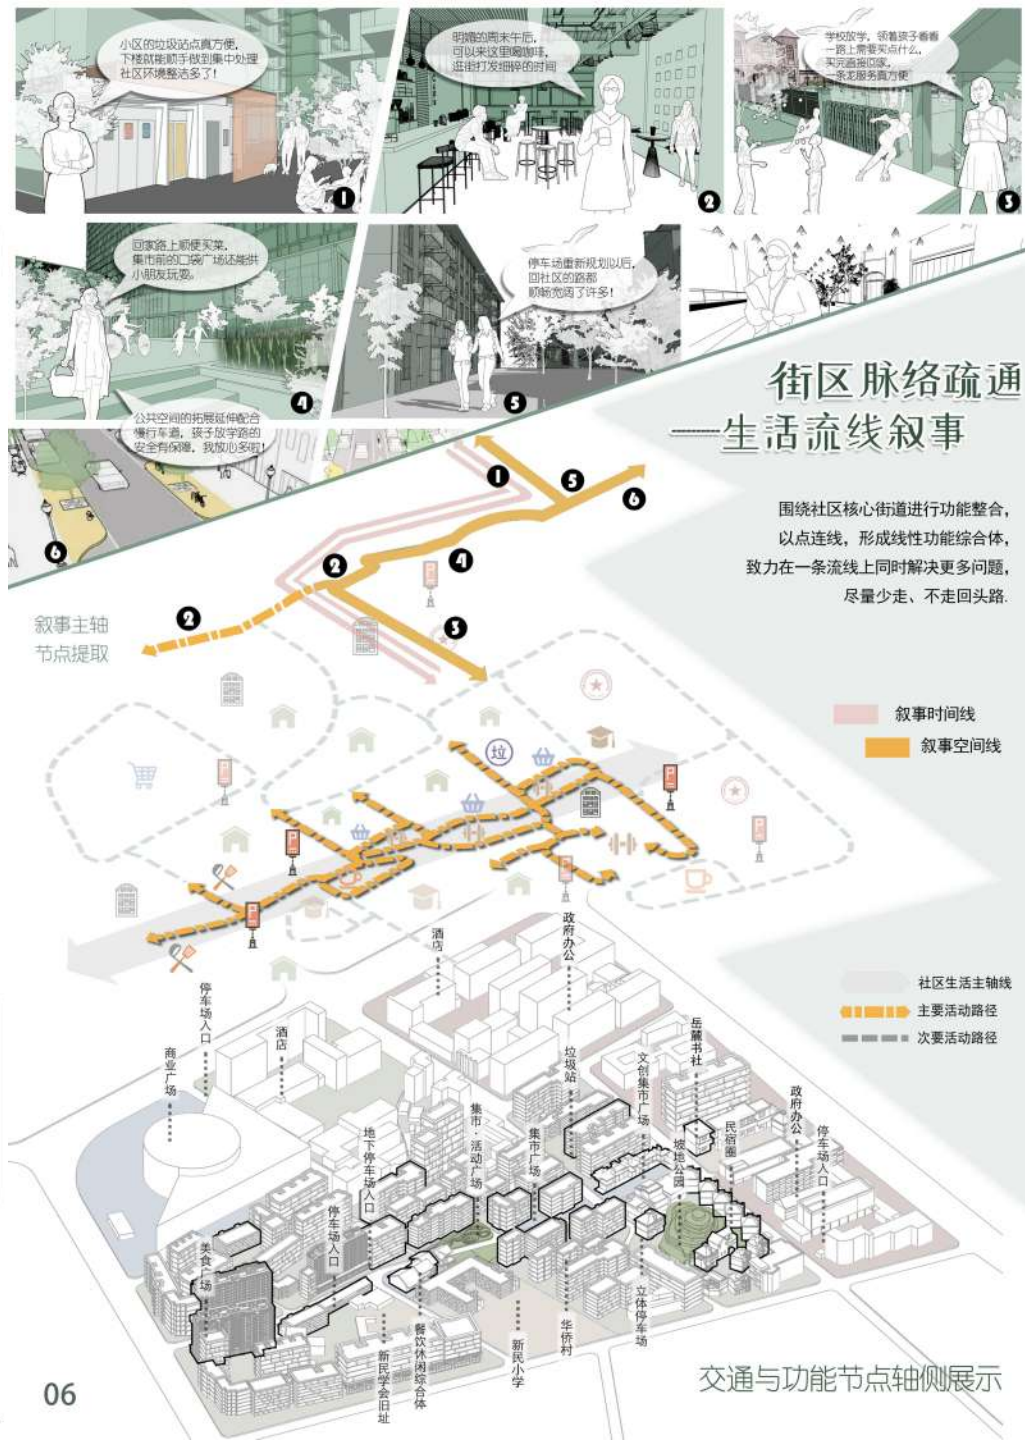 小区的垃圾站点真方便,
下楼就能顺手做到集中处理
社区环境整洁多了!
1
明媚的周末午后,
可以来这里喝咖啡,
逛街打发细碎的时间
2
学校放学, 领着孩子看看
一路上需要买点什么,
买完直接回家,
一条龙服务真方便
3
回家路上顺便买菜,
集市前的口袋广场还能供
小朋友玩耍.
4
停车场重新规划以后,
回社区的路都
顺畅宽阔了许多!
5
公共空间的拓展延伸配合
慢行车道, 孩子放学路的
安全有保障, 我放心多啦!
6
街区脉络疏通
——生活流线叙事
围绕社区核心街道进行功能整合,
以点连线, 形成线性功能综合体,
致力在一条流线上同时解决更多问题,
尽量少走、不走回头路.
1
5
6
2
4
2
3
叙事主轴
节点提取
叙事时间线
叙事空间线
垃
社区生活主轴线
主要活动路径
次要活动路径
酒店
政府办公
停车场入口
酒店
商业广场
垃圾站
文创集市广场
岳麓书社
政府办公
停车场入口
地下停车场入口
集市·活动广场
集市广场
坡地公园
民宿圈
停车场入口
美食广场
新民学会旧址
餐饮休闲综合体
新民小学
华侨村
立体停车场
交通与功能节点轴侧展示
06